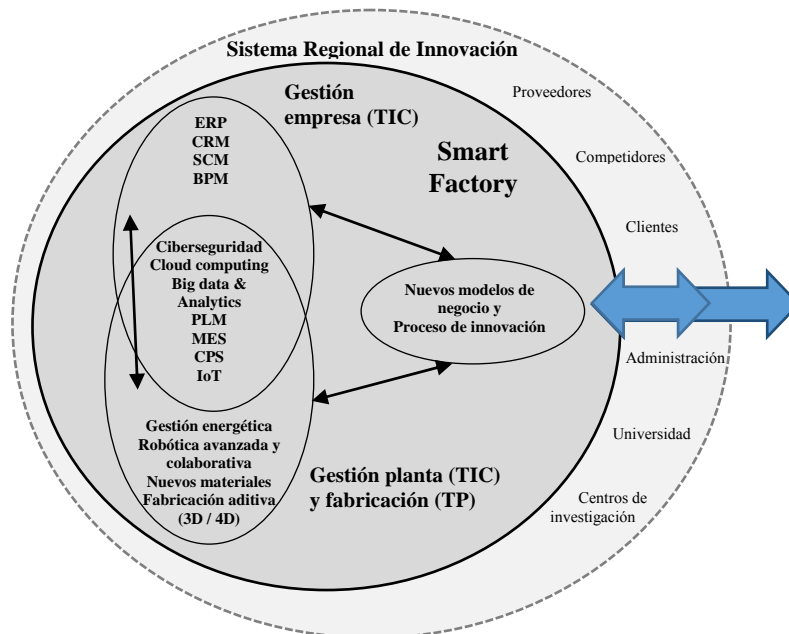 Sistema Regional de Innovación
Gestión
empresa (TIC)
ERP
CRM
SCM
BPM
Smart
Factory
Ciberseguridad
Cloud computing
Big data &
Analytics
PLM
MES
CPS
IoT
Nuevos modelos de
negocio y
Proceso de innovación
Gestión energética
Robótica avanzada y
colaborativa
Nuevos materiales
Fabricación aditiva
(3D / 4D)
Gestión planta (TIC)
y fabricación (TP)
Proveedores
Competidores
Clientes
Administración
Universidad
Centros de
investigación